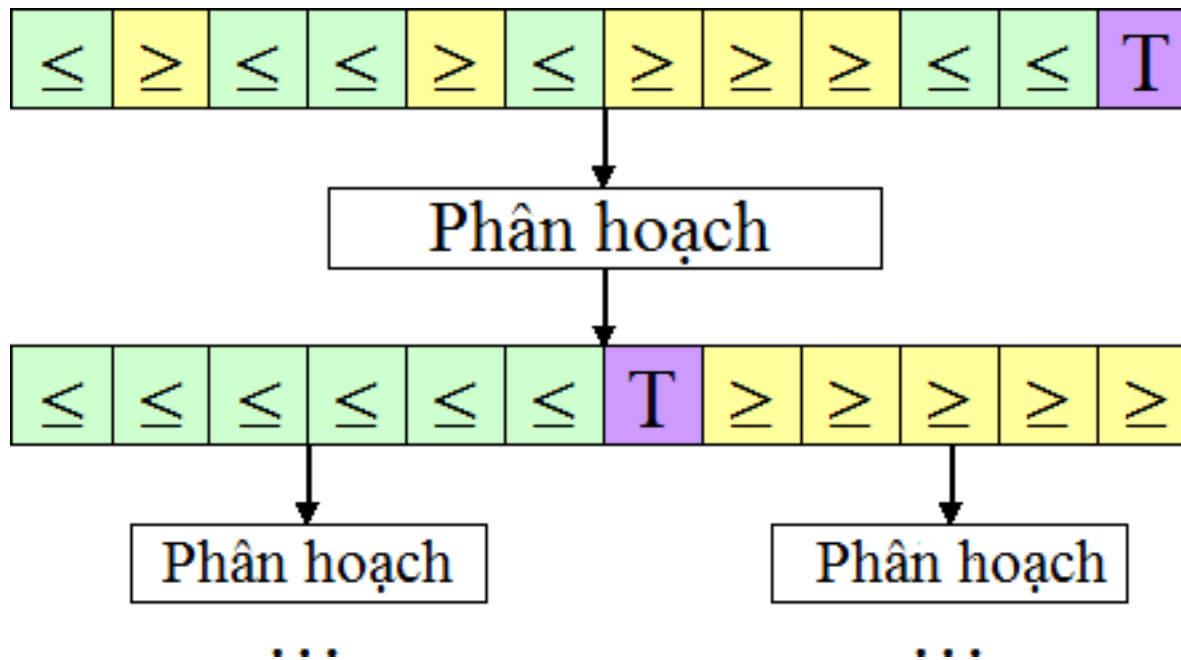 ≤ ≥ ≤ ≤ ≥ ≤ ≥ ≥ ≥ ≤ ≤ T
Phân hoạch
≤ ≤ ≤ ≤ ≤ ≤ T ≥ ≥ ≥ ≥ ≥
Phân hoạch Phân hoạch
... ...